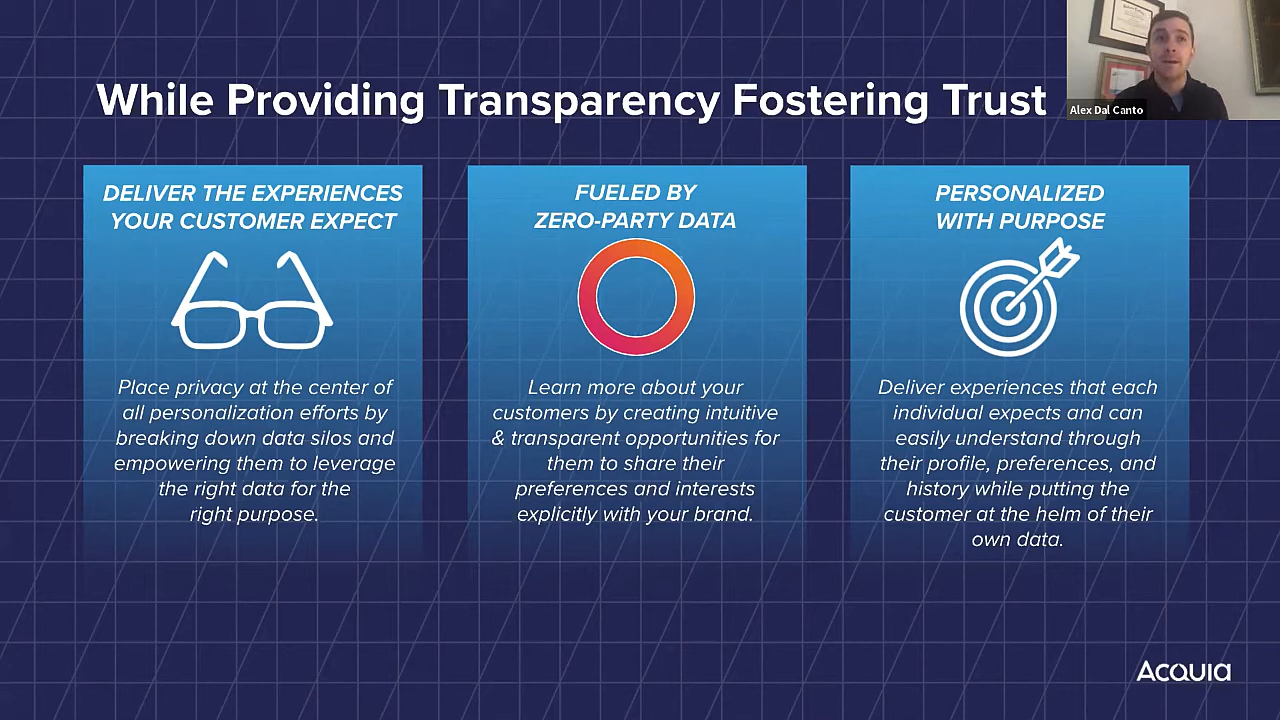 While Providing Transparency Fostering Trust
Alex Dal Canto
DELIVER THE EXPERIENCES
YOUR CUSTOMER EXPECT
Place privacy at the center of
all personalization efforts by
breaking down data silos and
empowering them to leverage
the right data for the
right purpose.
FUELED BY
ZERO-PARTY DATA
Learn more about your
customers by creating intuitive
& transparent opportunities for
them to share their
preferences and interests
explicitly with your brand.
PERSONALIZED
WITH PURPOSE
Deliver experiences that each
individual expects and can
easily understand through
their profile, preferences, and
history while putting the
customer at the helm of their
own data.
ACQUIA